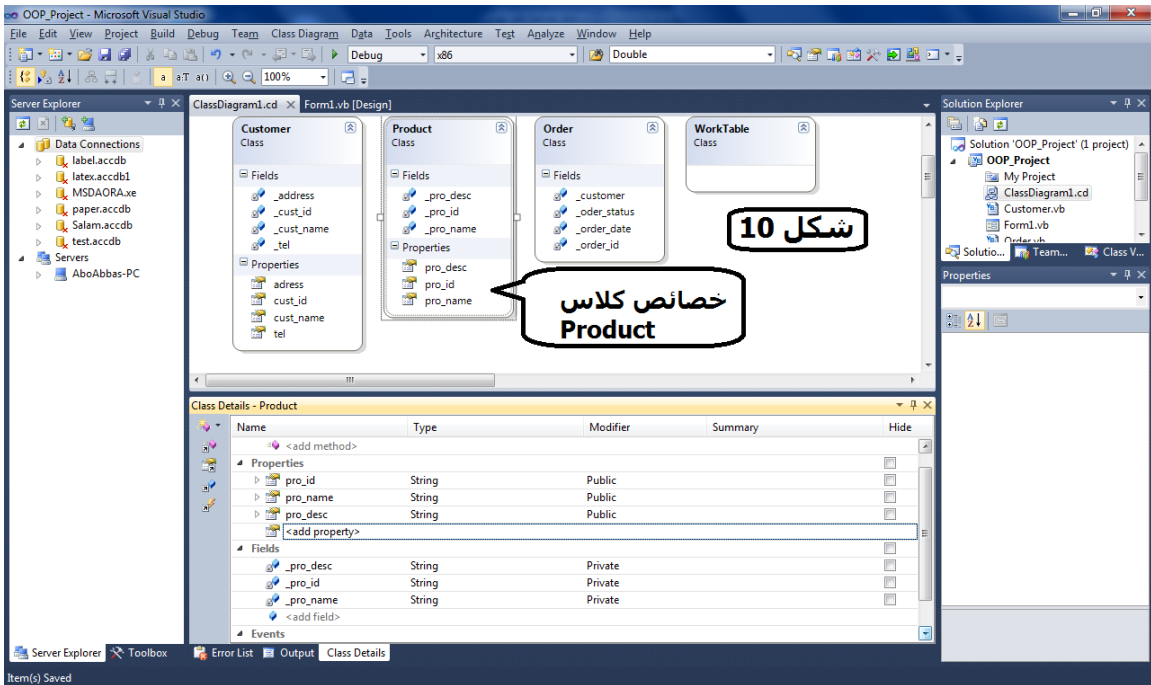 OOP_Project - Microsoft Visual Studio
File Edit View Project Build Debug Team Class Diagram Data Tools Architecture Test Analyze Window Help
Debug x86 Double
a a:T a() 100%
Server Explorer
Data Connections
label.accdb
latex.accdb1
MSDAORA.xe
paper.accdb
Salam.accdb
test.accdb
Servers
AboAbbas-PC
ClassDiagram1.cd Form1.vb [Design]
Customer
Class
Fields
_address
_cust_id
_cust_name
_tel
Properties
adress
cust_id
cust_name
tel
Product
Class
Fields
_pro_desc
_pro_id
_pro_name
Properties
pro_desc
pro_id
pro_name
Order
Class
Fields
_customer
_oder_status
_order_date
_order_id
WorkTable
Class
شكل 10
خصائص كلاس
Product
Solution Explorer
Solution 'OOP_Project' (1 project)
OOP_Project
My Project
ClassDiagram1.cd
Customer.vb
Form1.vb
Order.vb
Solutio... Team... Class V...
Properties
Class Details - Product
Name Type Modifier Summary Hide
<add method>
Properties
pro_id String Public
pro_name String Public
pro_desc String Public
<add property>
Fields
_pro_desc String Private
_pro_id String Private
_pro_name String Private
<add field>
Events
Server Explorer Toolbox Error List Output Class Details
Item(s) Saved